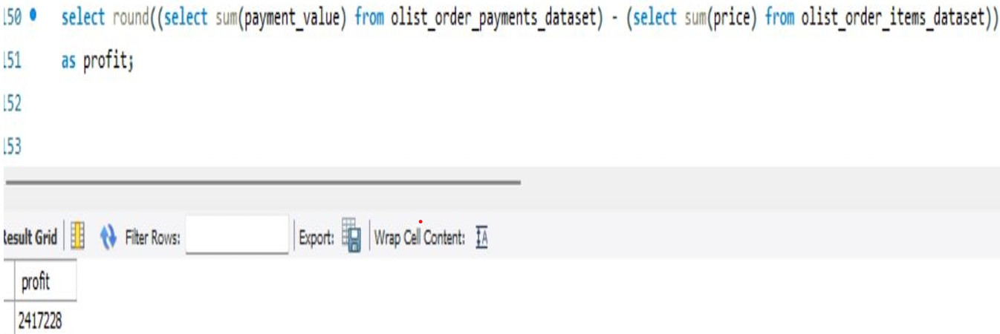 150 select round((select sum(payment_value) from olist_order_payments_dataset) - (select sum(price) from olist_order_items_dataset))
151 as profit;
152
153
Result Grid Filter Rows: Export: Wrap Cell Content:
profit
2417228